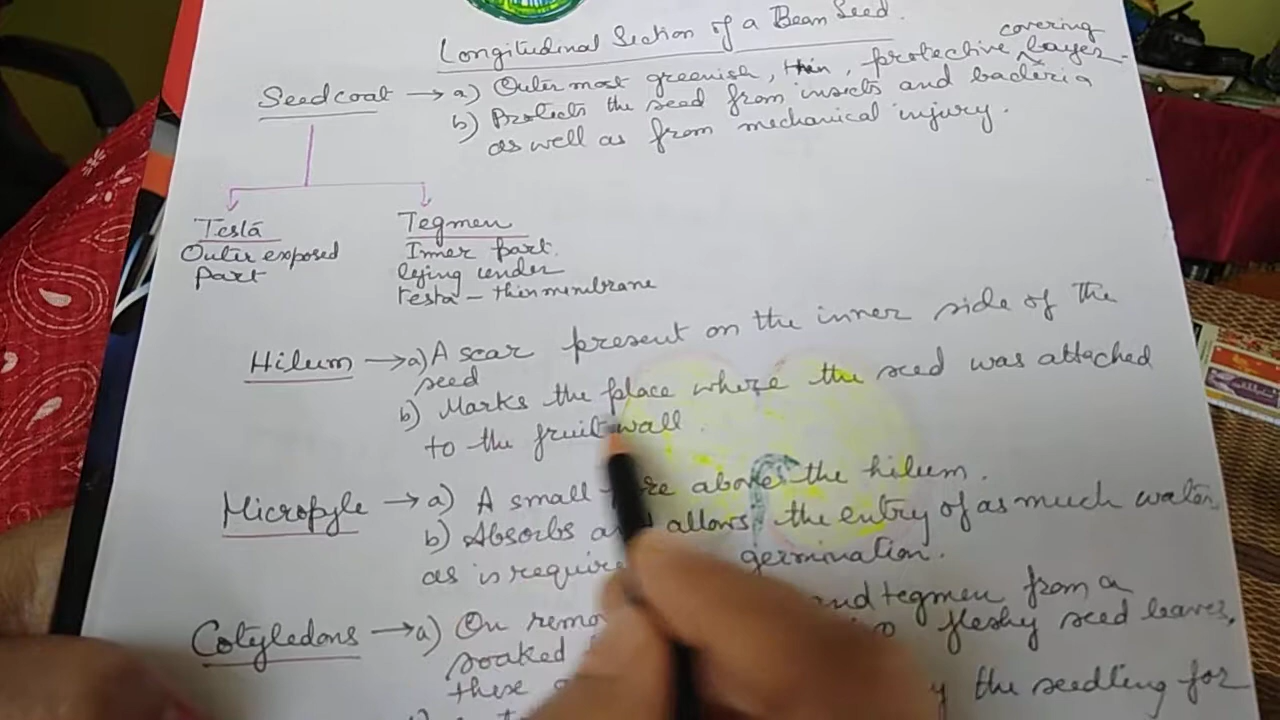 Longitudinal Section of a Bean Seed.
covering
Seedcoat → a) Outermost greenish, thin, protective layer.
b) Protects the seed from insects and bacteria
as well as from mechanical injury.
Testa
Outer exposed
part
Tegmen
Inner part
lying under
testa - thin membrane
Hilum → a) A scar present on the inner side of the
seed
b) Marks the place where the seed was attached
to the fruit wall.
Micropyle → a) A small above the hilum.
b) Absorbs allows the entry of as much water
as is germination.
Cotyledons → a) On and tegmen from a
soaked fleshy seed leaves,
these the seedling for